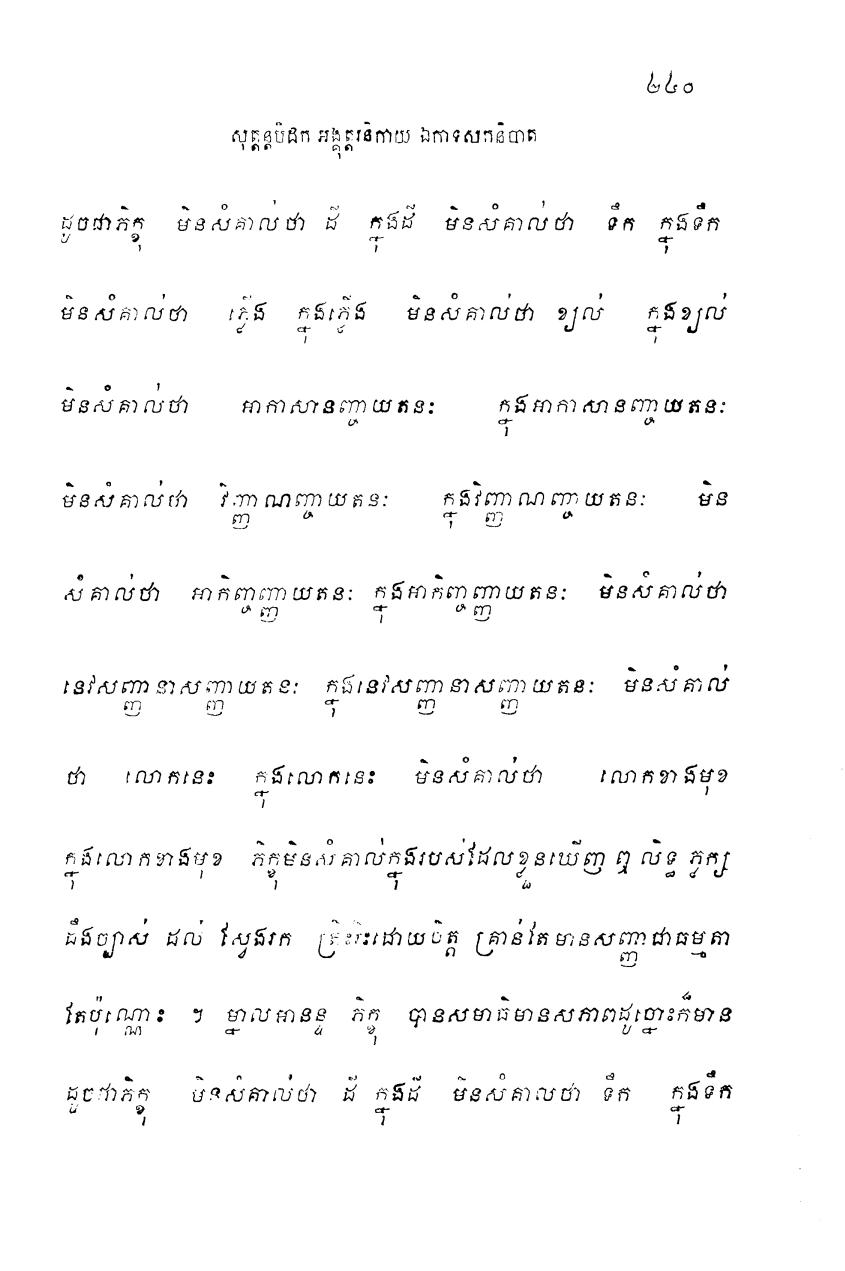 ២៤០
សុត្តន្តបិដក អង្គុត្តរនិកាយ ឯកាទសកនិបាត
ដូចជាភិក្ខុ មិនសំគាល់ថា ដី ក្នុងដី មិនសំគាល់ថា ទឹក ក្នុងទឹក
មិនសំគាល់ថា ភ្លើង ក្នុងភ្លើង មិនសំគាល់ថា ខ្យល់ ក្នុងខ្យល់
មិនសំគាល់ថា អាកាសានញ្ចាយតនៈ ក្នុងអាកាសានញ្ចាយតនៈ
មិនសំគាល់ថា វិញ្ញាណញ្ចាយតនៈ ក្នុងវិញ្ញាណញ្ចាយតនៈ មិន
សំគាល់ថា អាកិញ្ចញ្ញាយតនៈ ក្នុងអាកិញ្ចញ្ញាយតនៈ មិនសំគាល់ថា
នេវសញ្ញានាសញ្ញាយតនៈ ក្នុងនេវសញ្ញានាសញ្ញាយតនៈ មិនសំគាល់
ថា លោកនេះ ក្នុងលោកនេះ មិនសំគាល់ថា លោកខាងមុខ
ក្នុងលោកខាងមុខ ភិក្ខុមិនសំគាល់ក្នុងរបស់ដែលខ្លួនឃើញ ឮ លិទ្ធ ភ្លក្ស
ដឹងច្បាស់ ដល់ ស្វែងរក ត្រិះរិះដោយចិត្ត គ្រាន់តែមានសញ្ញាជាធម្មតា
តែប៉ុណ្ណោះ ។ ម្នាលអានន្ទ ភិក្ខុ បានសមាធិមានសភាពដូច្នោះក៏មាន
ដូចជាភិក្ខុ មិនសំគាល់ថា ដី ក្នុងដី មិនសំគាលថា ទឹក ក្នុងទឹក